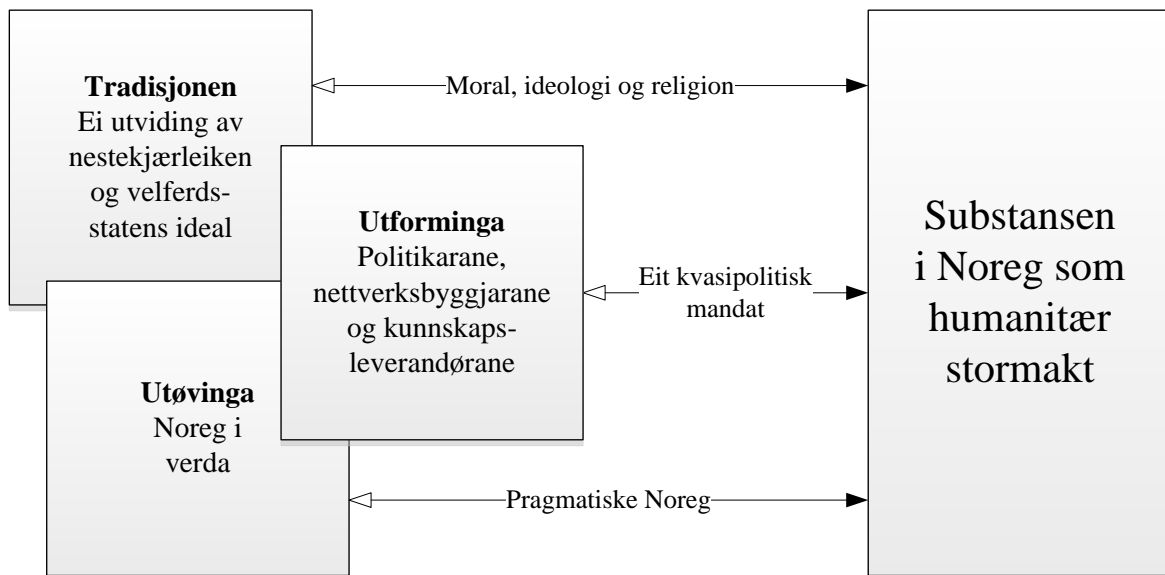 Tradisjonen
Ei utviding av
nestekjærleiken
og velferds-
statens ideal
Moral, ideologi og religion
Utforminga
Politikarane,
nettverksbyggjarane
og kunnskaps-
leverandørane
Eit kvasipolitisk
mandat
Utøvinga
Noreg i
verda
Pragmatiske Noreg
Substansen
i Noreg som
humanitær
stormakt